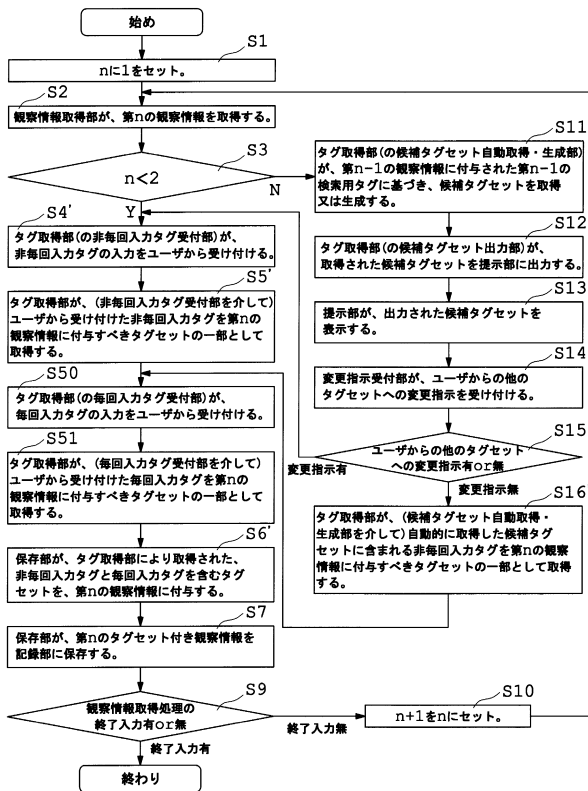 始め
S1
nに1をセット。
S2
観察情報取得部が、第nの観察情報を取得する。
S3
n<2
N
Y
S4'
タグ取得部(の非毎回入力タグ受付部)が、
非毎回入力タグの入力をユーザから受け付ける。
S5'
タグ取得部が、(非毎回入力タグ受付部を介して)
ユーザから受け付けた非毎回入力タグを第nの
観察情報に付与すべきタグセットの一部として
取得する。
S50
タグ取得部(の毎回入力タグ受付部)が、
毎回入力タグの入力をユーザから受け付ける。
S51
タグ取得部が、(毎回入力タグ受付部を介して)
ユーザから受け付けた毎回入力タグを第nの
観察情報に付与すべきタグセットの一部として
取得する。
S6'
保存部が、タグ取得部により取得された、
非毎回入力タグと毎回入力タグを含むタグ
セットを、第nの観察情報に付与する。
S7
保存部が、第nのタグセット付き観察情報を
記録部に保存する。
S9
観察情報取得処理の
終了入力有or無
終了入力無
終了入力有
終わり
S10
n+1をnにセット。
S11
タグ取得部(の候補タグセット自動取得・生成部)
が、第n-1の観察情報に付与された第n-1の
検索用タグに基づき、候補タグセットを取得
又は生成する。
S12
タグ取得部(の候補タグセット出力部)が、
取得された候補タグセットを提示部に出力する。
S13
提示部が、出力された候補タグセットを
表示する。
S14
変更指示受付部が、ユーザからの他の
タグセットへの変更指示を受け付ける。
S15
ユーザからの他のタグセット
への変更指示有or無
変更指示有
変更指示無
S16
タグ取得部が、(候補タグセット自動取得・
生成部を介して)自動的に取得した候補タグ
セットに含まれる非毎回入力タグを第nの観察
情報に付与すべきタグセットの一部として取得
する。